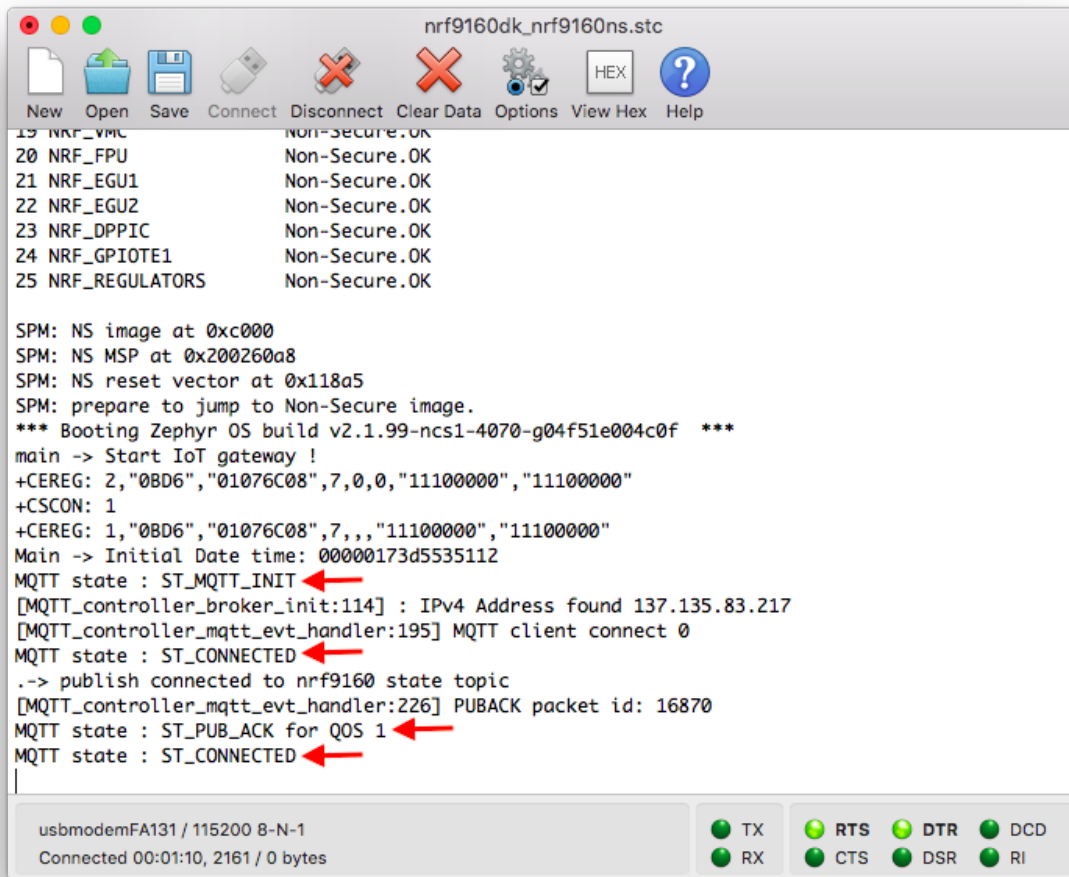 nrf9160dk_nrf9160ns.stc
HEX ?
New Open Save Connect Disconnect Clear Data Options View Hex Help
19 NRF_VMC Non-Secure.OK
20 NRF_FPU Non-Secure.OK
21 NRF_EGU1 Non-Secure.OK
22 NRF_EGU2 Non-Secure.OK
23 NRF_DPPIC Non-Secure.OK
24 NRF_GPIOTE1 Non-Secure.OK
25 NRF_REGULATORS Non-Secure.OK
SPM: NS image at 0xc000
SPM: NS MSP at 0x200260a8
SPM: NS reset vector at 0x118a5
SPM: prepare to jump to Non-Secure image.
*** Booting Zephyr OS build v2.1.99-ncs1-4070-g04f51e004c0f ***
main -> Start IoT gateway !
+CEREG: 2,"0BD6","01076C08",7,0,0,"11100000","11100000"
+CSCON: 1
+CEREG: 1,"0BD6","01076C08",7,,,"11100000","11100000"
Main -> Initial Date time: 00000173d5535112
MQTT state : ST_MQTT_INIT
[MQTT_controller_broker_init:114] : IPv4 Address found 137.135.83.217
[MQTT_controller_mqtt_evt_handler:195] MQTT client connect 0
MQTT state : ST_CONNECTED
.-> publish connected to nrf9160 state topic
[MQTT_controller_mqtt_evt_handler:226] PUBACK packet id: 16870
MQTT state : ST_PUB_ACK for QOS 1
MQTT state : ST_CONNECTED
usbmodemFA131 / 115200 8-N-1
Connected 00:01:10, 2161 / 0 bytes
TX RTS DTR DCD
RX CTS DSR RI